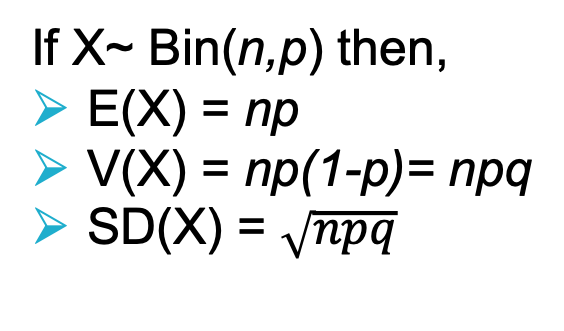 If X~ Bin(n,p) then,
➢ E(X) = np
➢ V(X) = np(1-p)= npq
➢ SD(X) = √npq